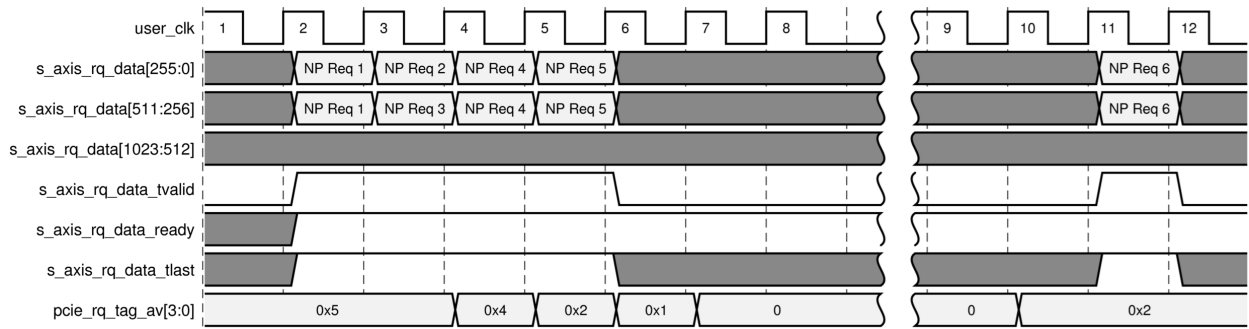 user_clk 1 2 3 4 5 6 7 8 9 10 11 12
s_axis_rq_data[255:0] NP Req 1 NP Req 2 NP Req 4 NP Req 5 NP Req 6
s_axis_rq_data[511:256] NP Req 1 NP Req 3 NP Req 4 NP Req 5 NP Req 6
s_axis_rq_data[1023:512]
s_axis_rq_data_tvalid
s_axis_rq_data_ready
s_axis_rq_data_tlast
pcie_rq_tag_av[3:0] 0x5 0x4 0x2 0x1 0 0 0x2